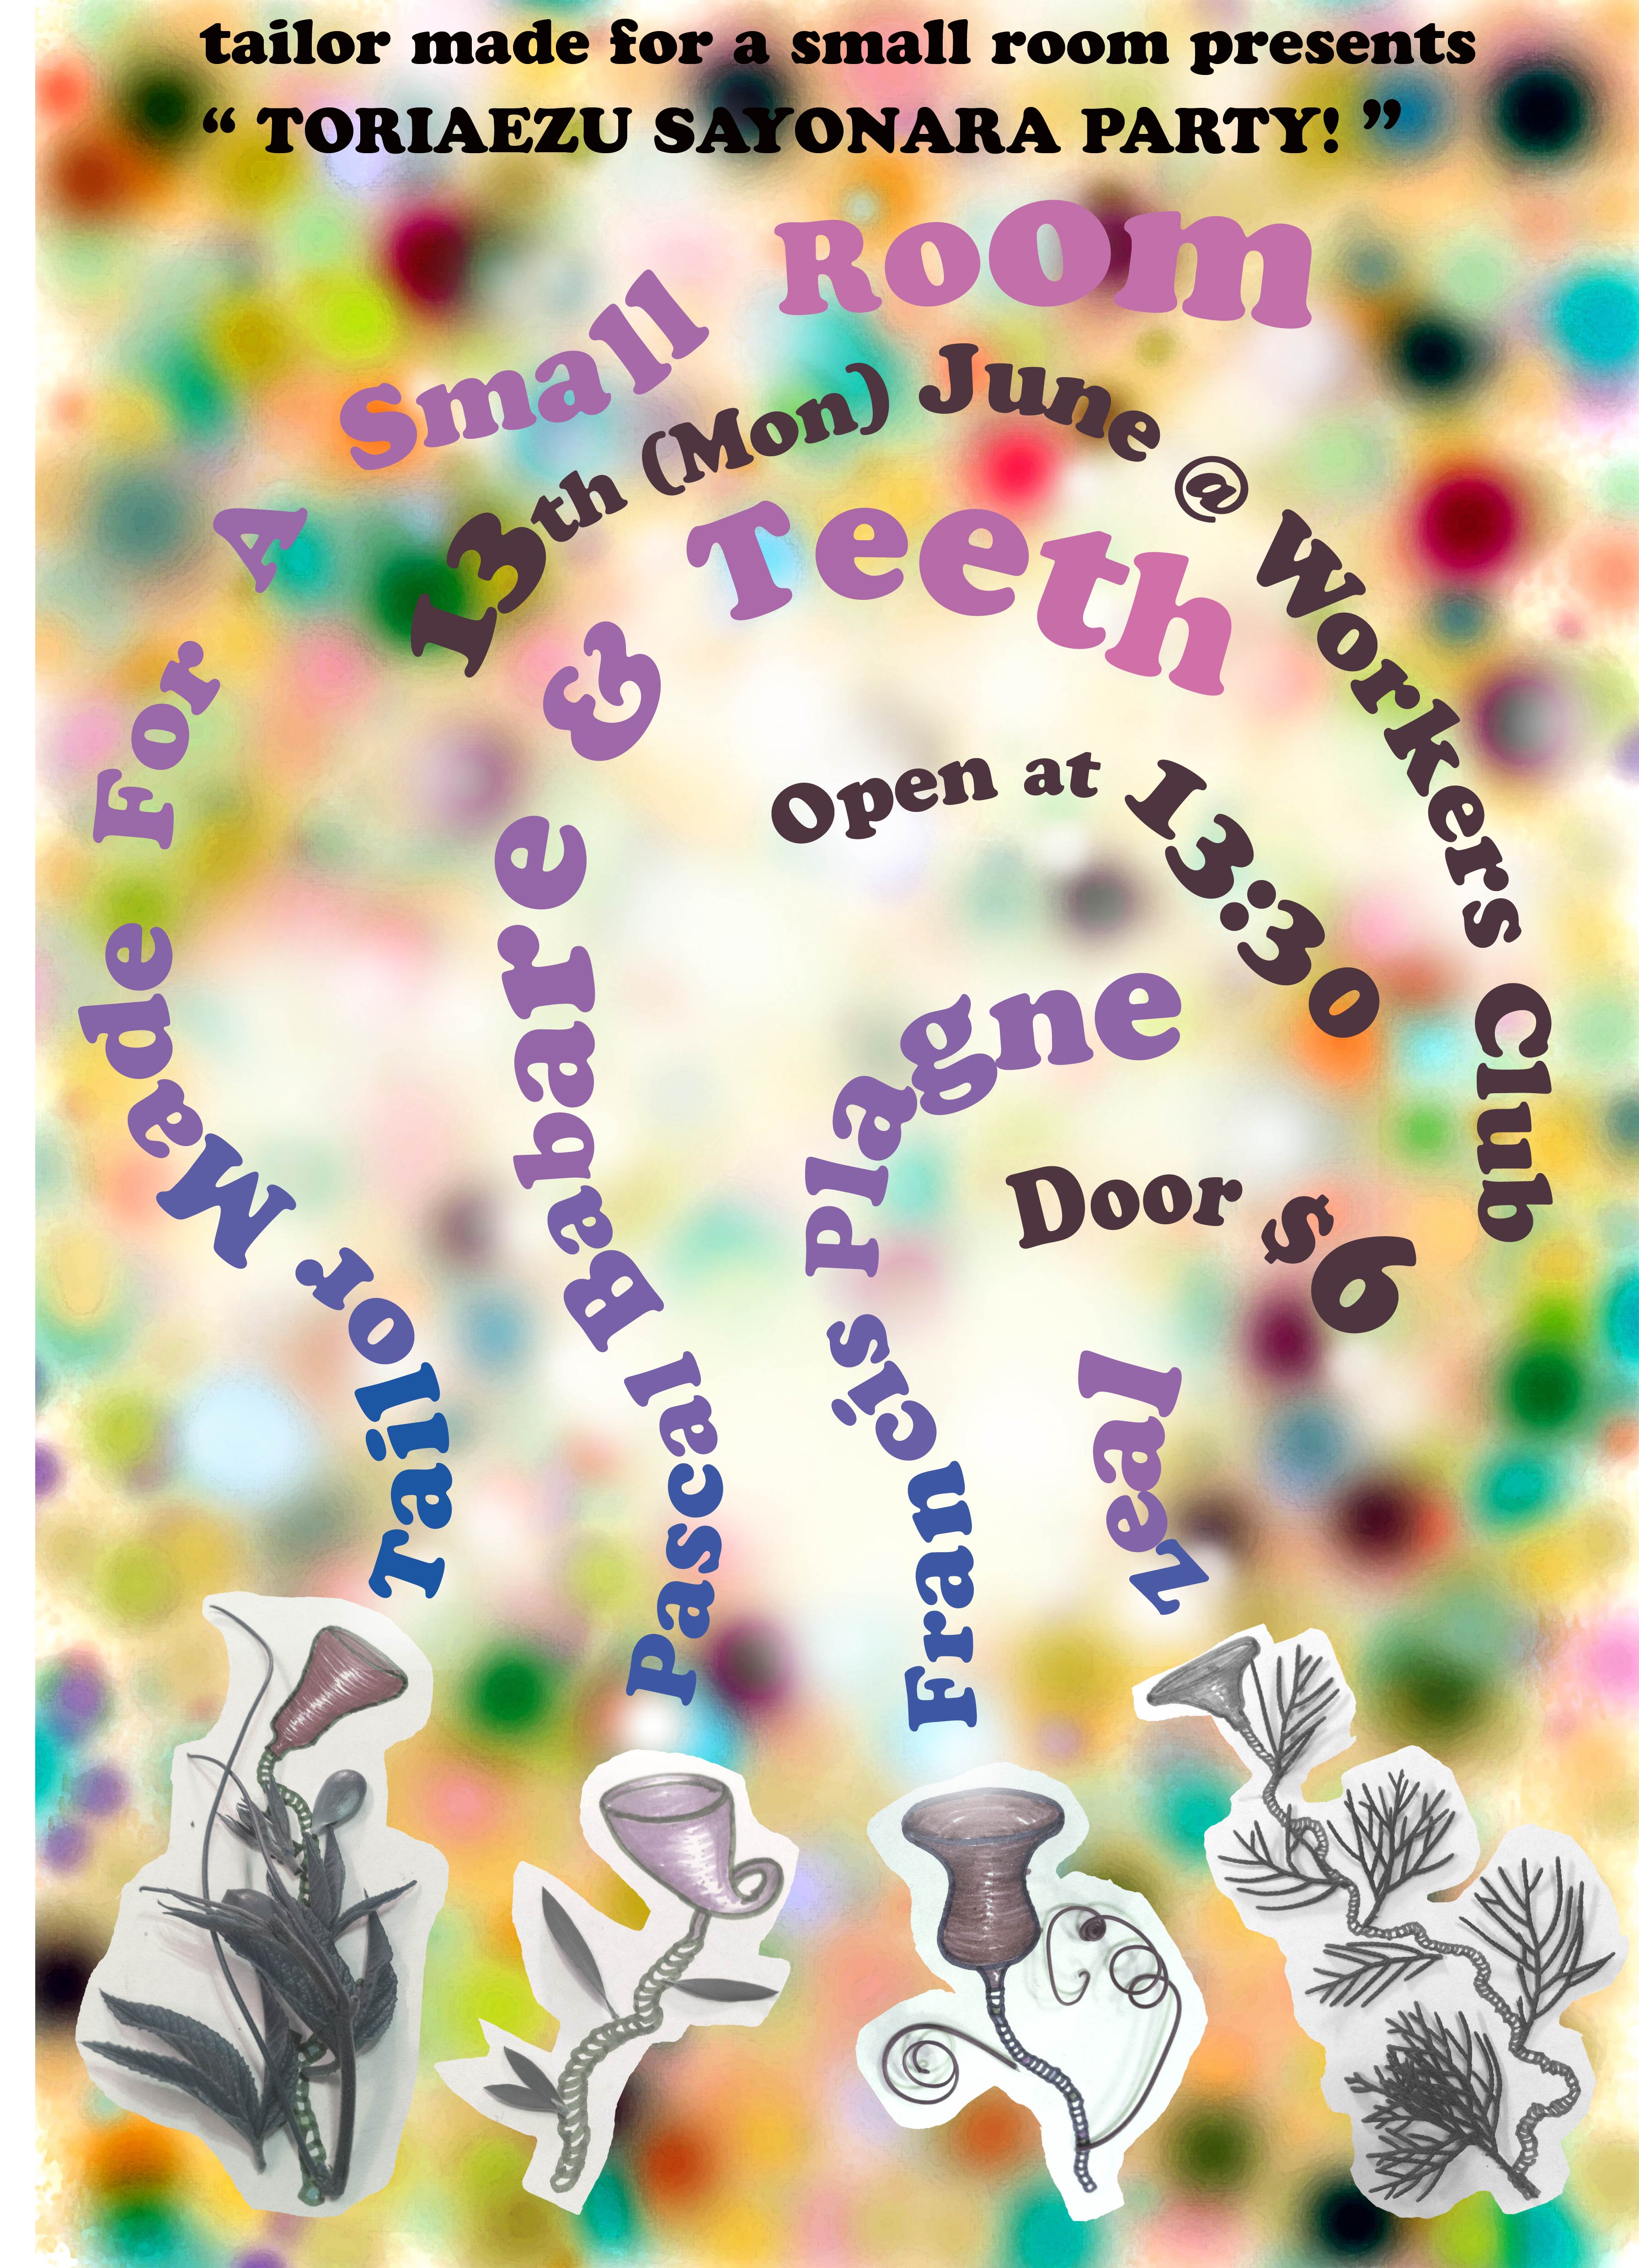 tailor made for a small room presents
“ TORIAEZU SAYONARA PARTY! ”
Tailor Made For A Small Room
13th (Mon) June @ Workers Club
Pascal Babare & Teeth
Open at 13:30
Francis Plagne
Door $6
zeal